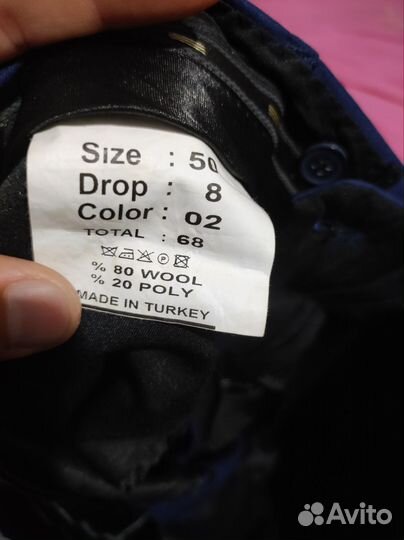 Size : 50
Drop : 8
Color : 02
TOTAL : 68
% 80 WOOL
% 20 POLY
MADE IN TURKEY
Avito